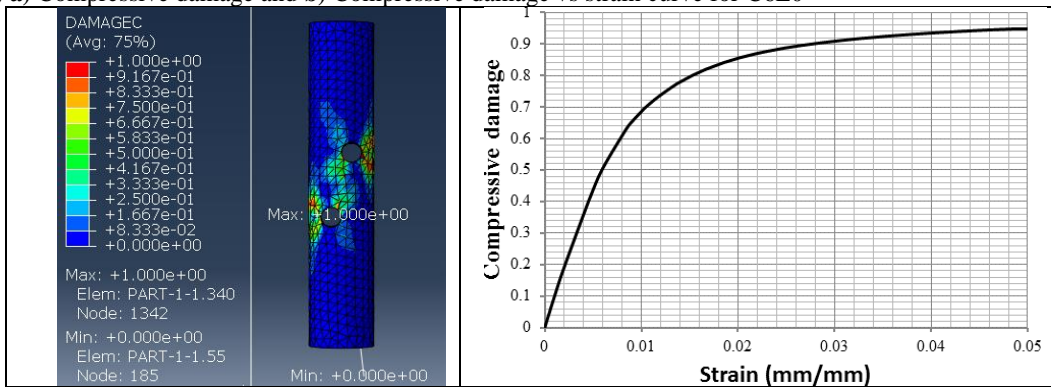 a) Compressive damage and b) Compressive damage vs strain curve for
DAMAGEC
(Avg: 75%)
+1.000e+00
+9.167e-01
+8.333e-01
+7.500e-01
+6.667e-01
+5.833e-01
+5.000e-01
+4.167e-01
+3.333e-01
+2.500e-01
+1.667e-01
+8.333e-02
+0.000e+00
Max: +1.000e+00
Elem: PART-1-1.340
Node: 1342
Min: +0.000e+00
Elem: PART-1-1.55
Node: 185
Max: +1.000e+00
Min: +0.000e+00
Compressive damage
1
0.9
0.8
0.7
0.6
0.5
0.4
0.3
0.2
0.1
0
0 0.01 0.02 0.03 0.04 0.05
Strain (mm/mm)